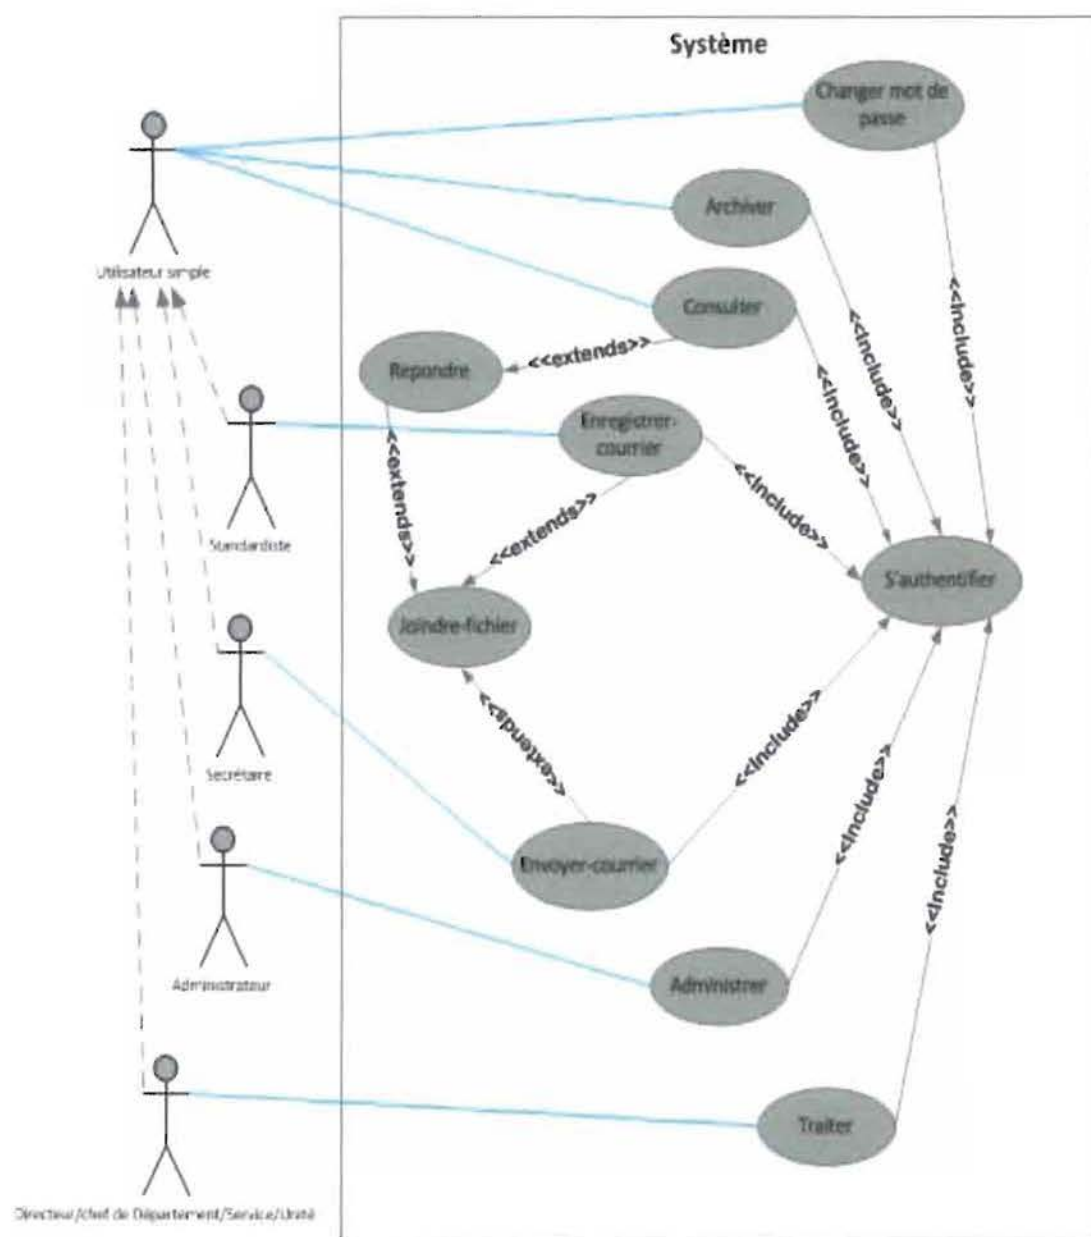 Système
Changer mot de
passe
Archiver
Utilisateur simple
Consulter
<<Include>>
<<extends>>
<<Include>>
<<Include>>
Repondre
Enregistrer-
courrier
<<extends>>
<<extends>>
<<Include>>
Standardiste
S'authentifier
Joindre-fichier
<<extends>>
<<Include>>
Secrétaire
<<Include>>
Envoyer-courrier
<<Include>>
Administrateur
Administrer
Traiter
Directeur/chef de Département/Service/Unité